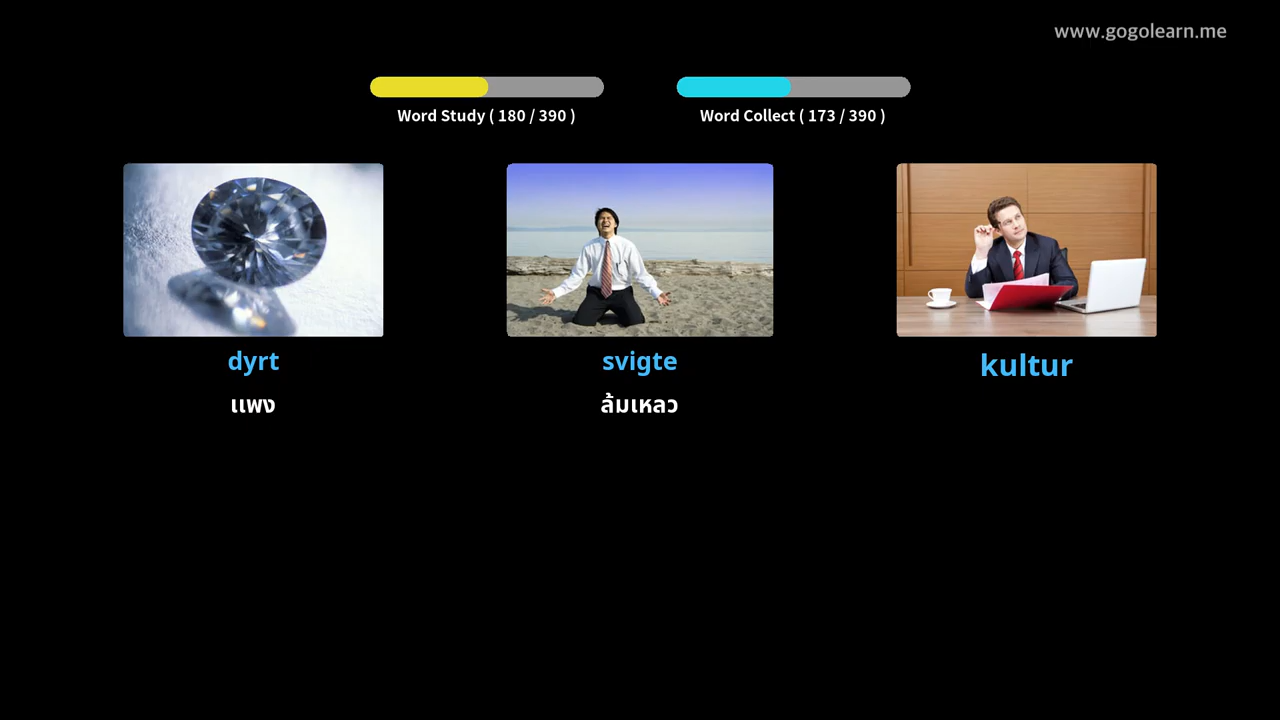 www.gogolearn.me
Word Study ( 180 / 390 )
Word Collect ( 173 / 390 )
dyrt
แพง
svigte
ล้มเหลว
kultur